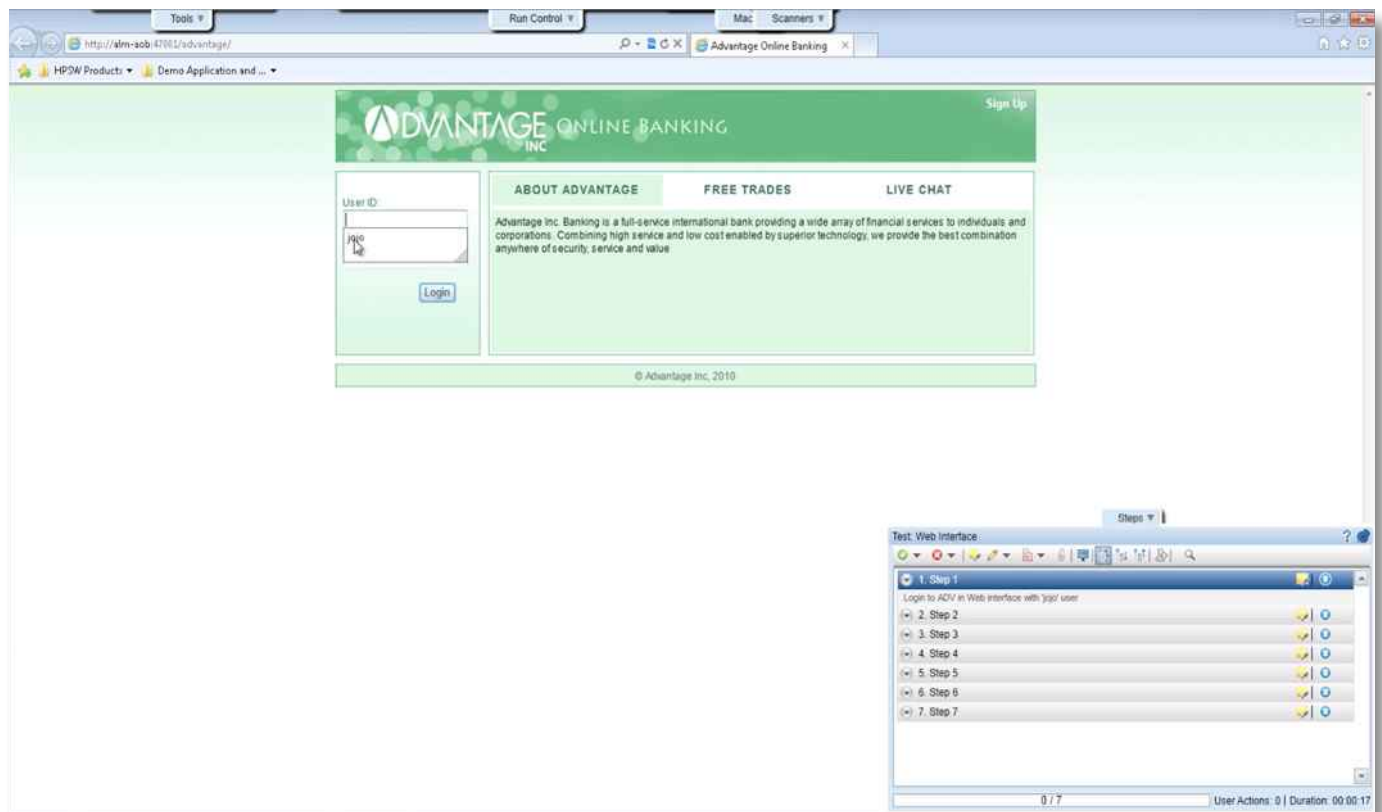 Tools
Run Control
Mac Scanners
http://alm-aob:47001/advantage/
Advantage Online Banking
HPSW Products
Demo Application and ...
ADVANTAGE INC ONLINE BANKING
Sign Up
User ID:
jojo
Login
ABOUT ADVANTAGE FREE TRADES LIVE CHAT
Advantage Inc. Banking is a full-service international bank providing a wide array of financial services to individuals and
corporations. Combining high service and low cost enabled by superior technology, we provide the best combination
anywhere of security, service and value
© Advantage Inc, 2010
Steps
Test: Web Interface
1. Step 1
Login to ADV in Web interface with 'jojo' user
2. Step 2
3. Step 3
4. Step 4
5. Step 5
6. Step 6
7. Step 7
0 / 7
User Actions: 0 | Duration: 00:00:17